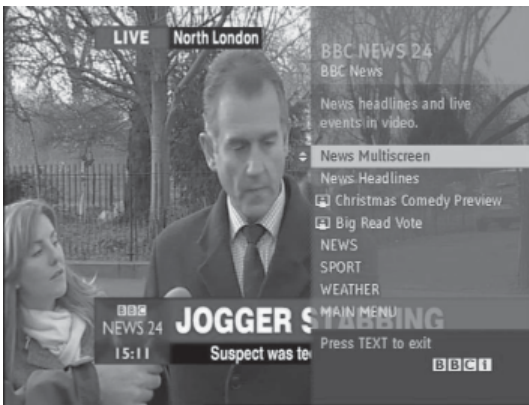 LIVE North London
BBC NEWS 24
BBC News
News headlines and live
events in video.
News Multiscreen
News Headlines
Christmas Comedy Preview
Big Read Vote
NEWS
SPORT
WEATHER
MAIN MENU
Press TEXT to exit
BBCi
BBC
NEWS 24
15:11
JOGGER STABBING
Suspect was